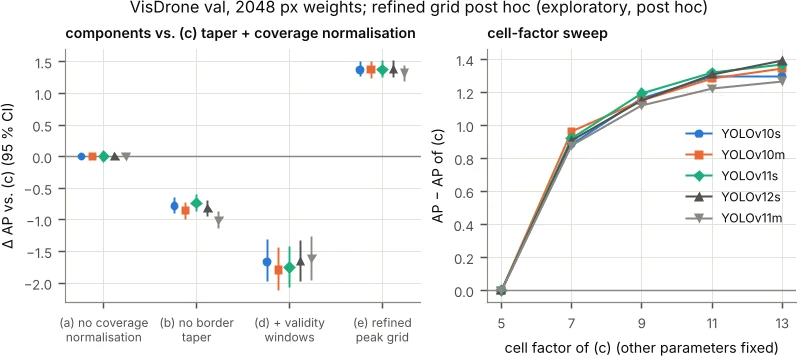 VisDrone val, 2048 px weights; refined grid post hoc (exploratory, post hoc)
components vs. (c) taper + coverage normalisation
Δ AP vs. (c) (95 % CI)
1.5
1.0
0.5
0.0
−0.5
−1.0
−1.5
−2.0
(a) no coverage
normalisation
(b) no border
taper
(d) + validity
windows
(e) refined
peak grid
cell-factor sweep
AP − AP of (c)
1.4
1.2
1.0
0.8
0.6
0.4
0.2
0.0
YOLOv10s
YOLOv10m
YOLOv11s
YOLOv12s
YOLOv11m
5
7
9
11
13
cell factor of (c) (other parameters fixed)